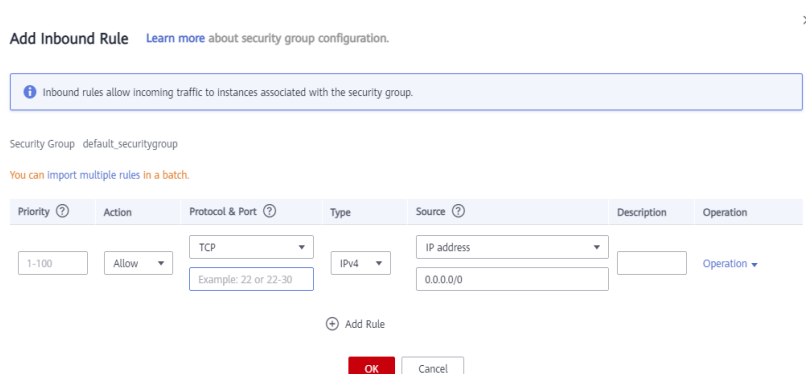 Add Inbound Rule Learn more about security group configuration.
Inbound rules allow incoming traffic to instances associated with the security group.
Security Group default_securitygroup
You can import multiple rules in a batch.
Priority ? Action Protocol & Port ? Type Source ? Description Operation
TCP IP address
1-100 Allow IPv4 Operation
Example: 22 or 22-30 0.0.0.0/0
Add Rule
OK Cancel